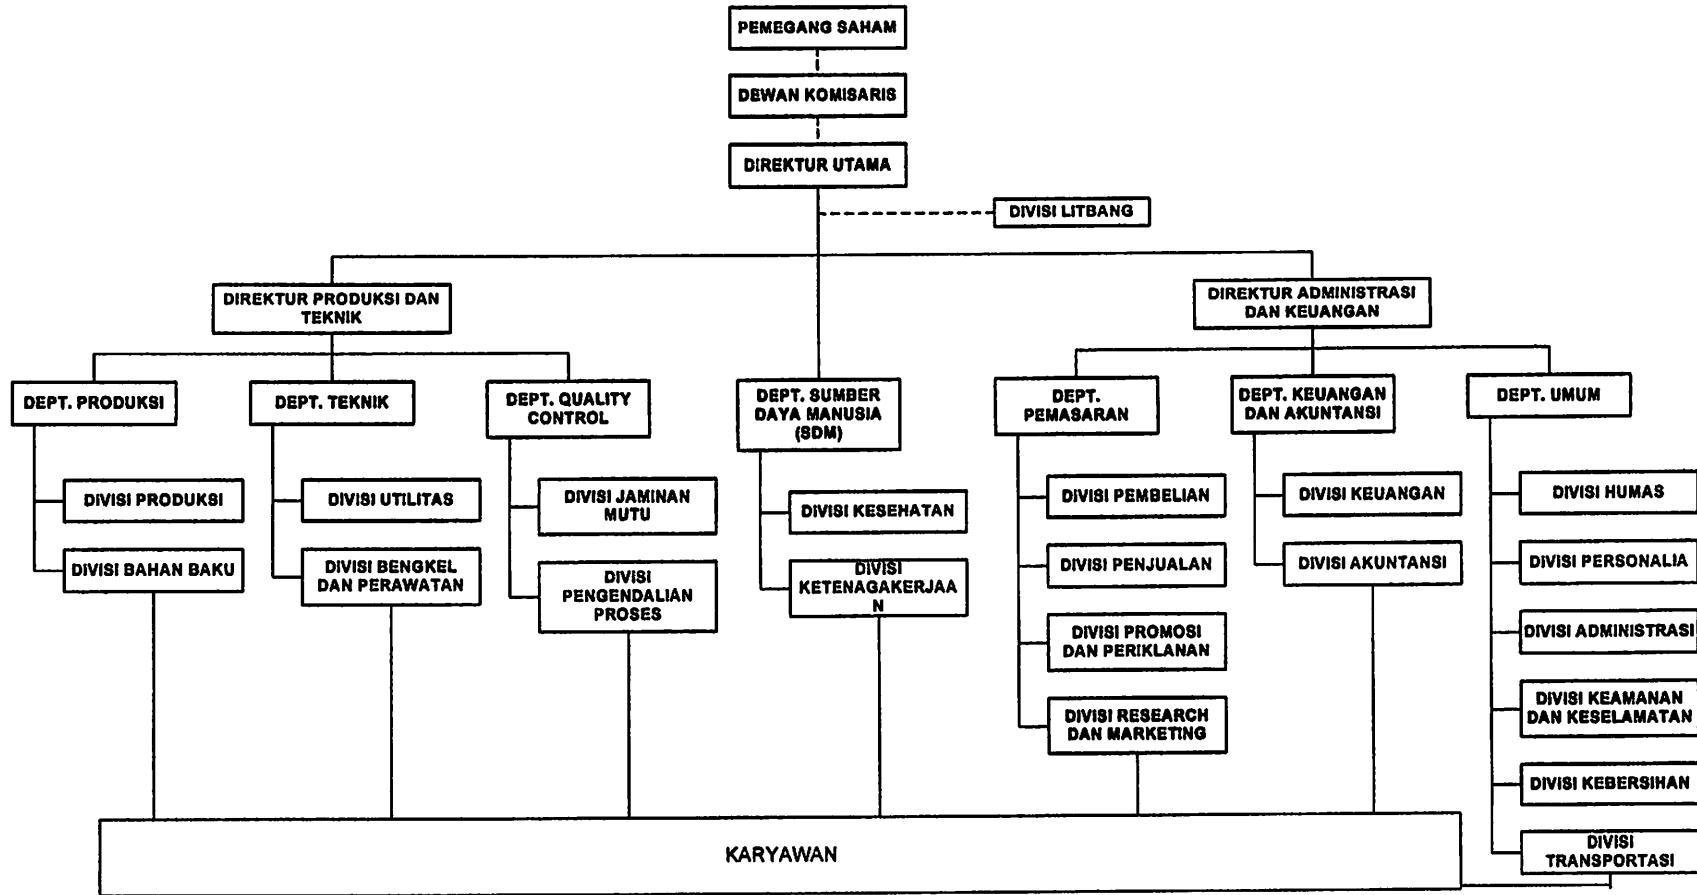 PEMEGANG SAHAM
DEWAN KOMISARIS
DIREKTUR UTAMA
DIVISI LITBANG
DIREKTUR PRODUKSI DAN
TEKNIK
DIREKTUR ADMINISTRASI
DAN KEUANGAN
DEPT. PRODUKSI
DEPT. TEKNIK
DEPT. QUALITY
CONTROL
DEPT. SUMBER
DAYA MANUSIA
(SDM)
DEPT.
PEMASARAN
DEPT. KEUANGAN
DAN AKUNTANSI
DEPT. UMUM
DIVISI PRODUKSI
DIVISI BAHAN BAKU
DIVISI UTILITAS
DIVISI BENGKEL
DAN PERAWATAN
DIVISI JAMINAN
MUTU
DIVISI
PENGENDALIAN
PROSES
DIVISI KESEHATAN
DIVISI
KETENAGAKERJAA
N
DIVISI PEMBELIAN
DIVISI PENJUALAN
DIVISI PROMOSI
DAN PERIKLANAN
DIVISI RESEARCH
DAN MARKETING
DIVISI KEUANGAN
DIVISI AKUNTANSI
DIVISI HUMAS
DIVISI PERSONALIA
DIVISI ADMINISTRASI
DIVISI KEAMANAN
DAN KESELAMATAN
DIVISI KEBERSIHAN
DIVISI
TRANSPORTASI
KARYAWAN